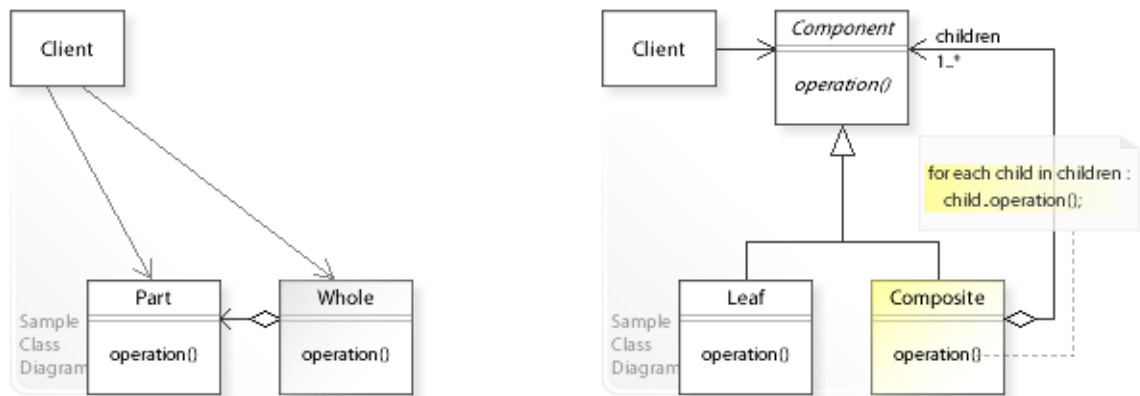 Client
Part
operation()
Whole
operation()
Sample
Class
Diagram
Client
Component
operation()
children
1..*
for each child in children :
child.operation();
Leaf
operation()
Composite
operation()
Sample
Class
Diagram